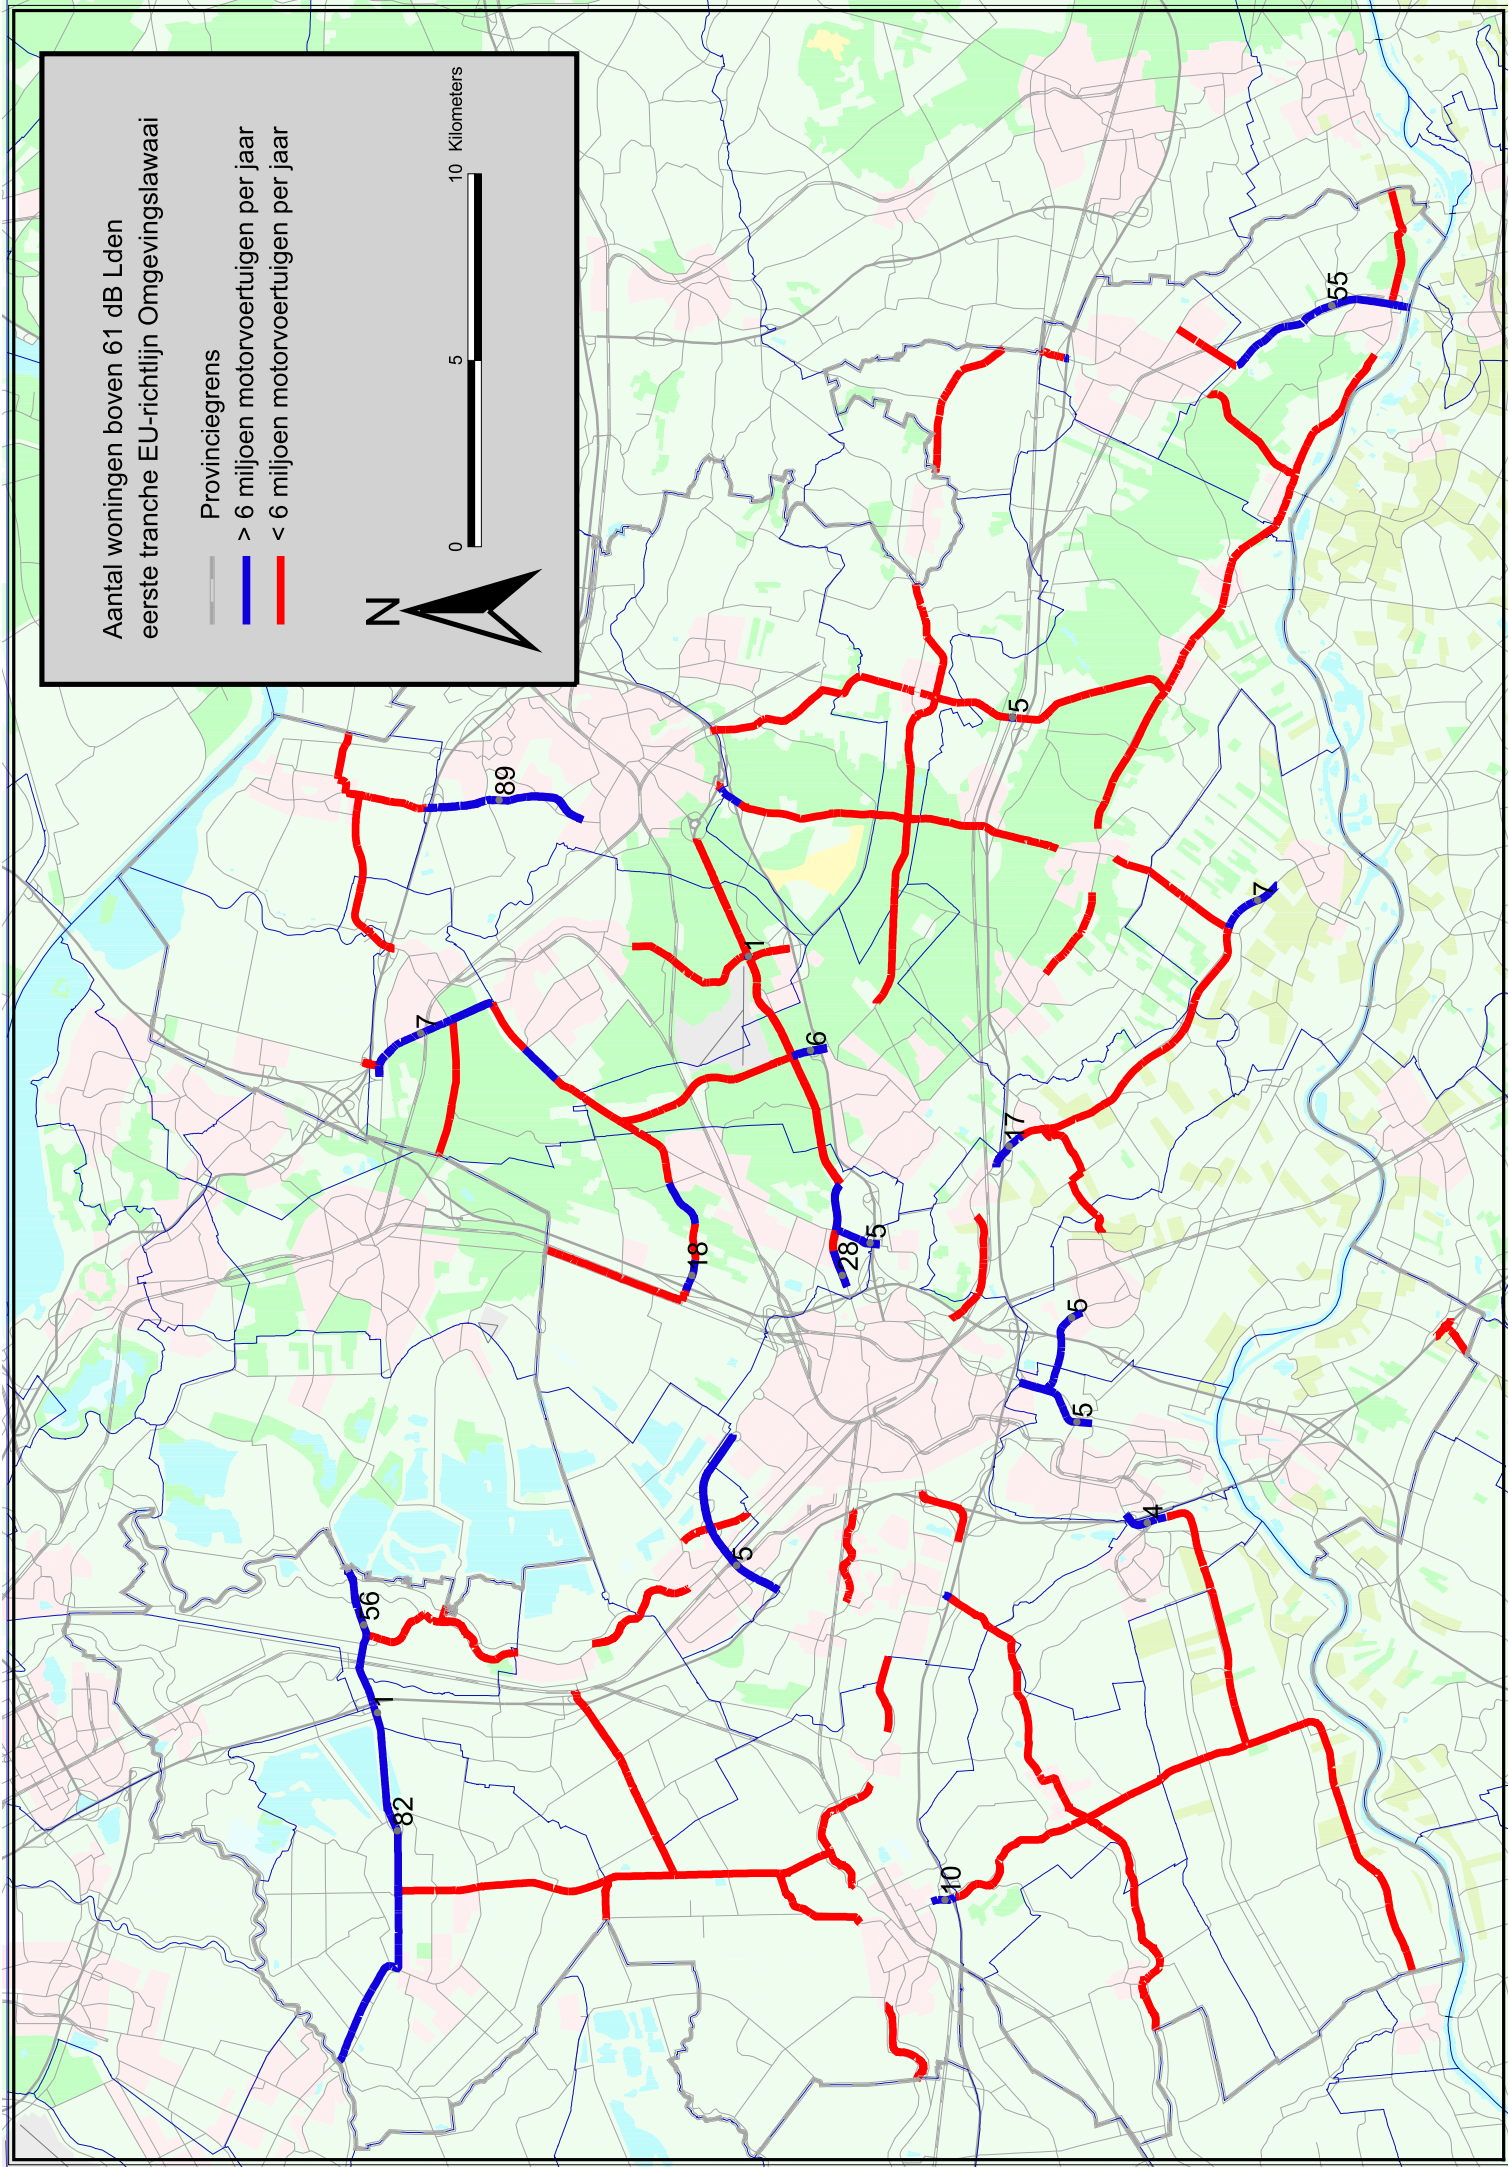 Aantal woningen boven 61 dB Lden
eerste tranche EU-richtlijn Omgevingslawaai
Provinciegrens
> 6 miljoen motorvoertuigen per jaar
< 6 miljoen motorvoertuigen per jaar
N
0 5 10 Kilometers
56
1
82
7
89
18
5
1
6
28
5
5
10
4
5
5
17
7
5
55